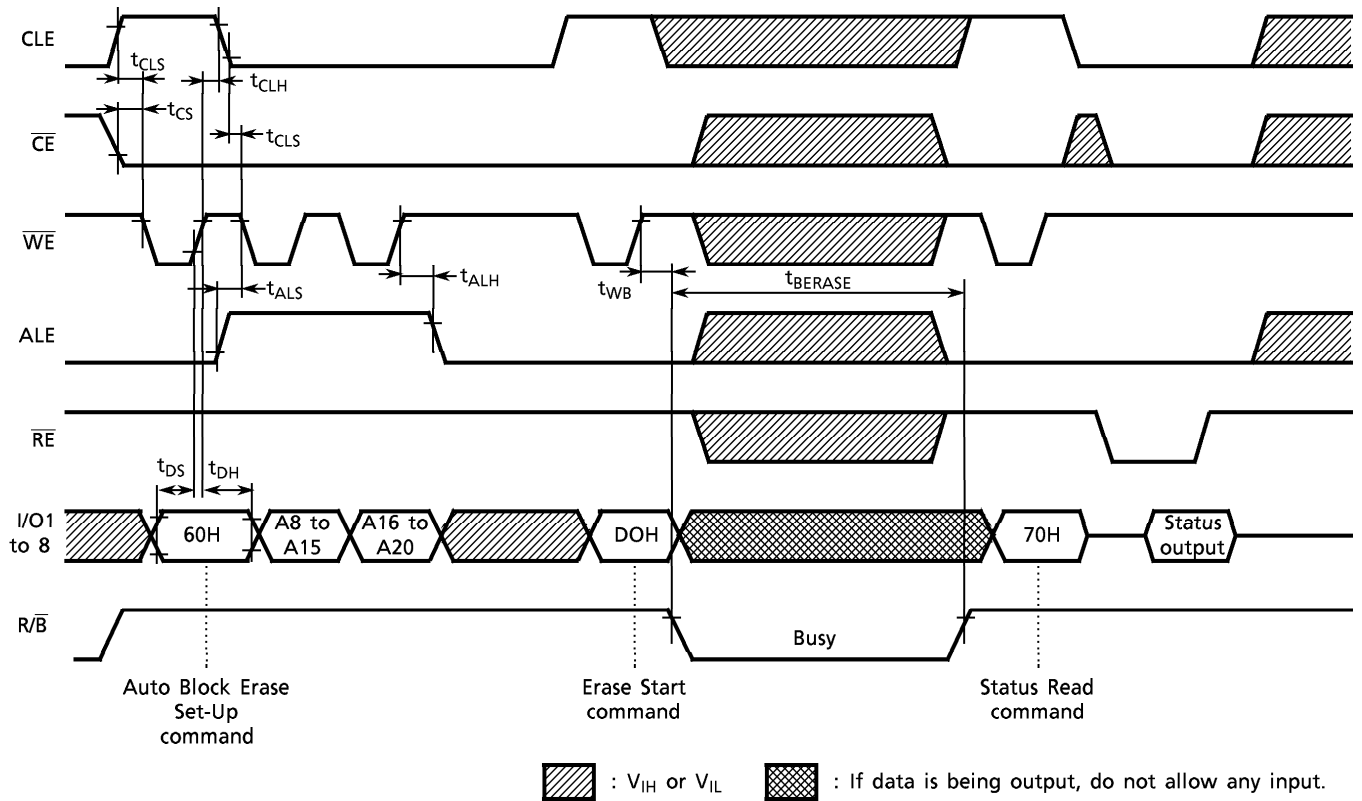 CLE
tCLS
tCLH
tCS
CE
tCLS
WE
tALS
tALH
tWB
tBERASE
ALE
RE
tDS
tDH
I/O1
to 8
60H
A8 to
A15
A16 to
A20
DOH
70H
Status
output
R/B
Busy
Auto Block Erase
Set-Up
command
Erase Start
command
Status Read
command
: VIH or VIL
: If data is being output, do not allow any input.